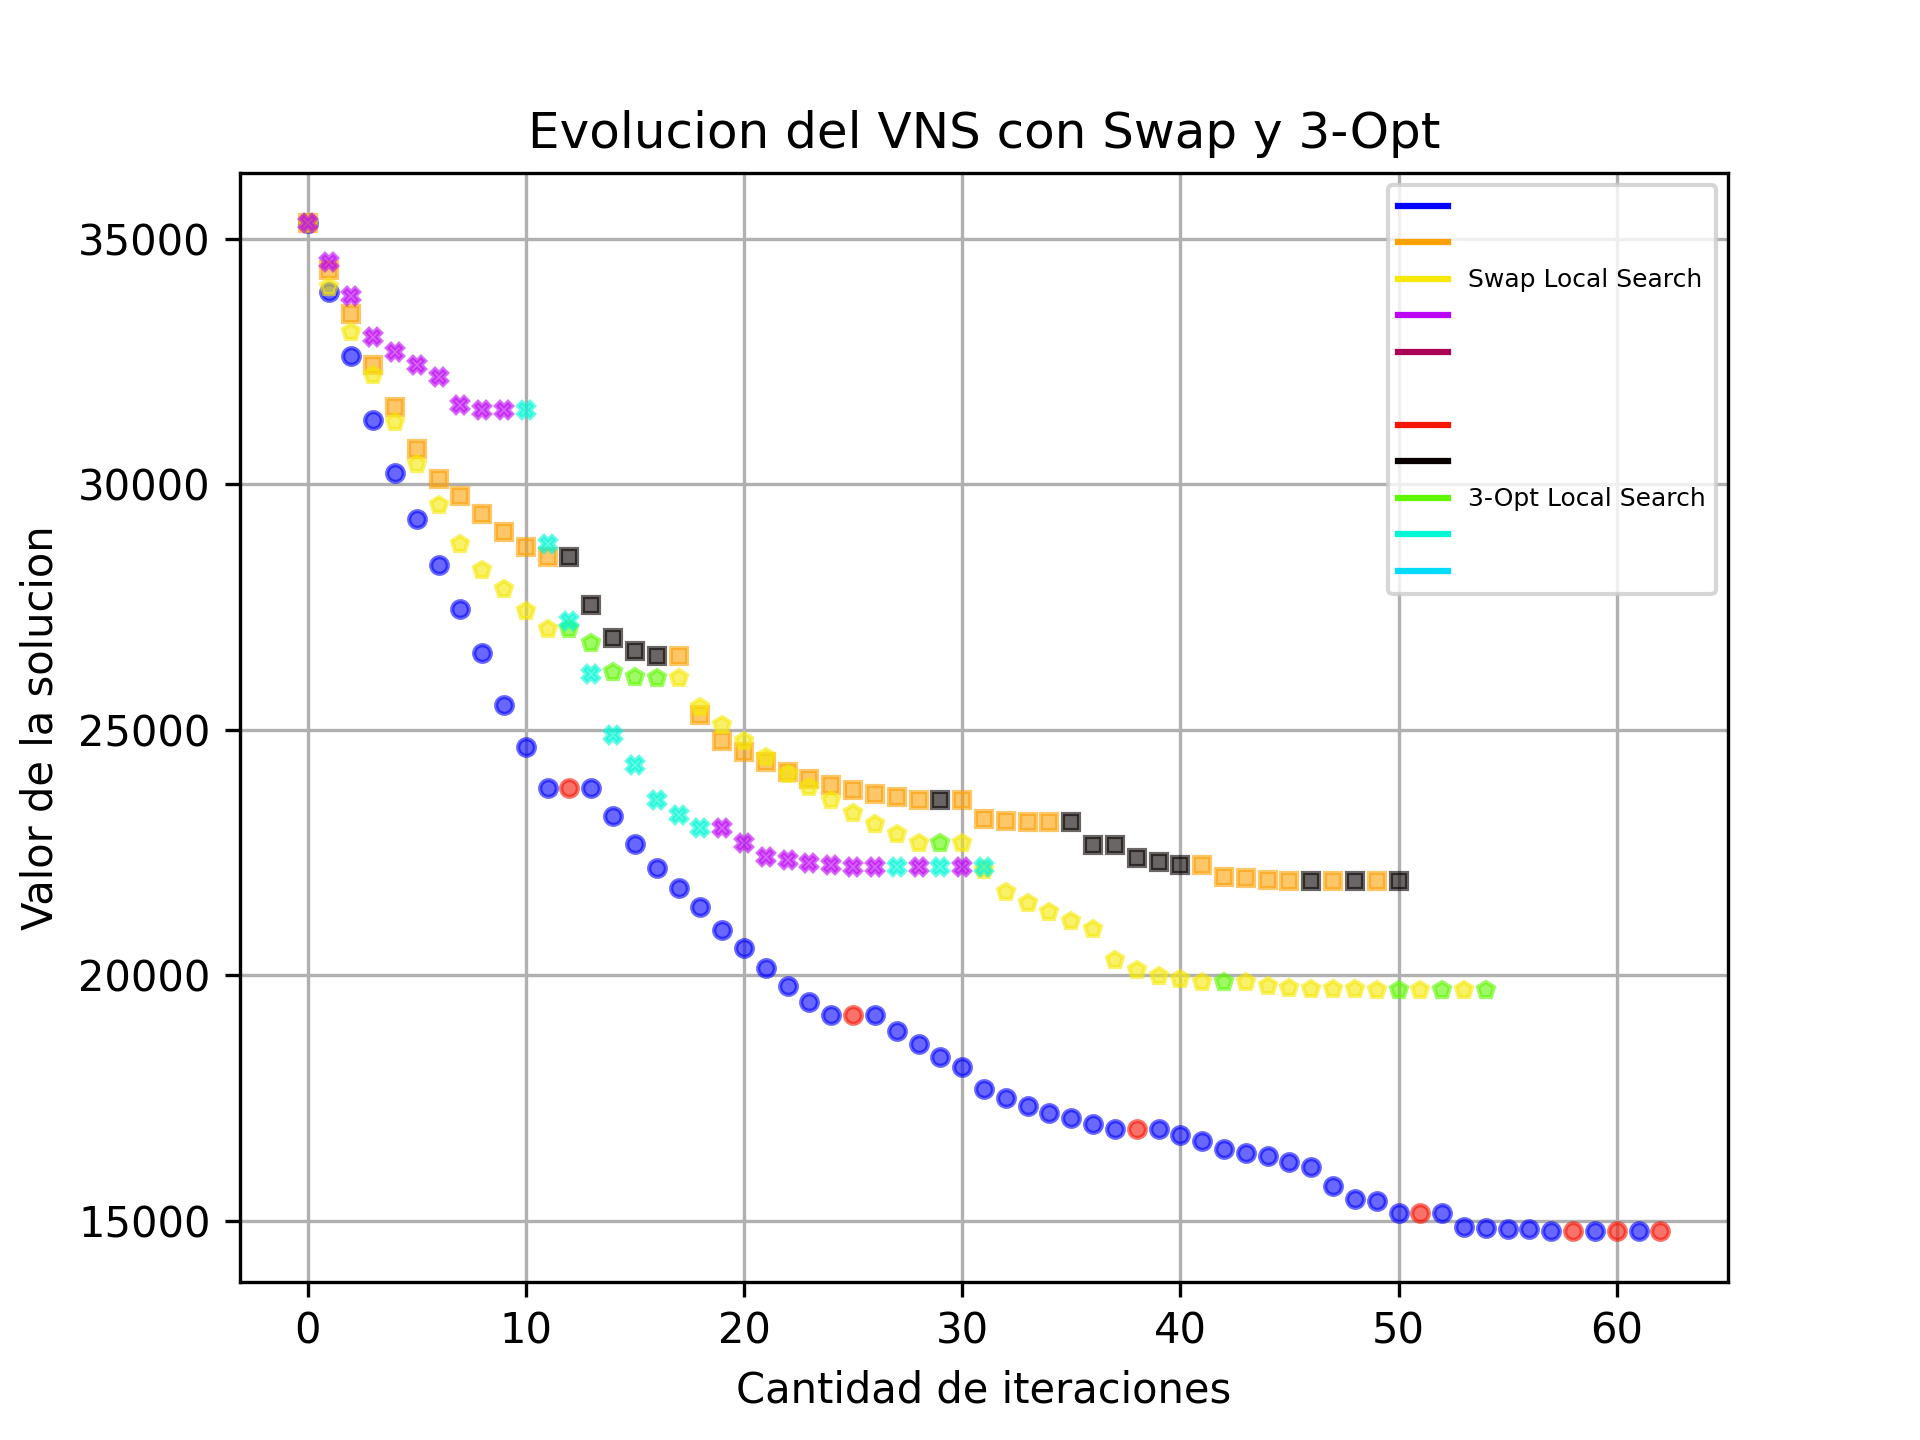 Evolucion del VNS con Swap y 3-Opt
Valor de la solucion
35000
30000
25000
20000
15000
Swap Local Search
3-Opt Local Search
0 10 20 30 40 50 60
Cantidad de iteraciones